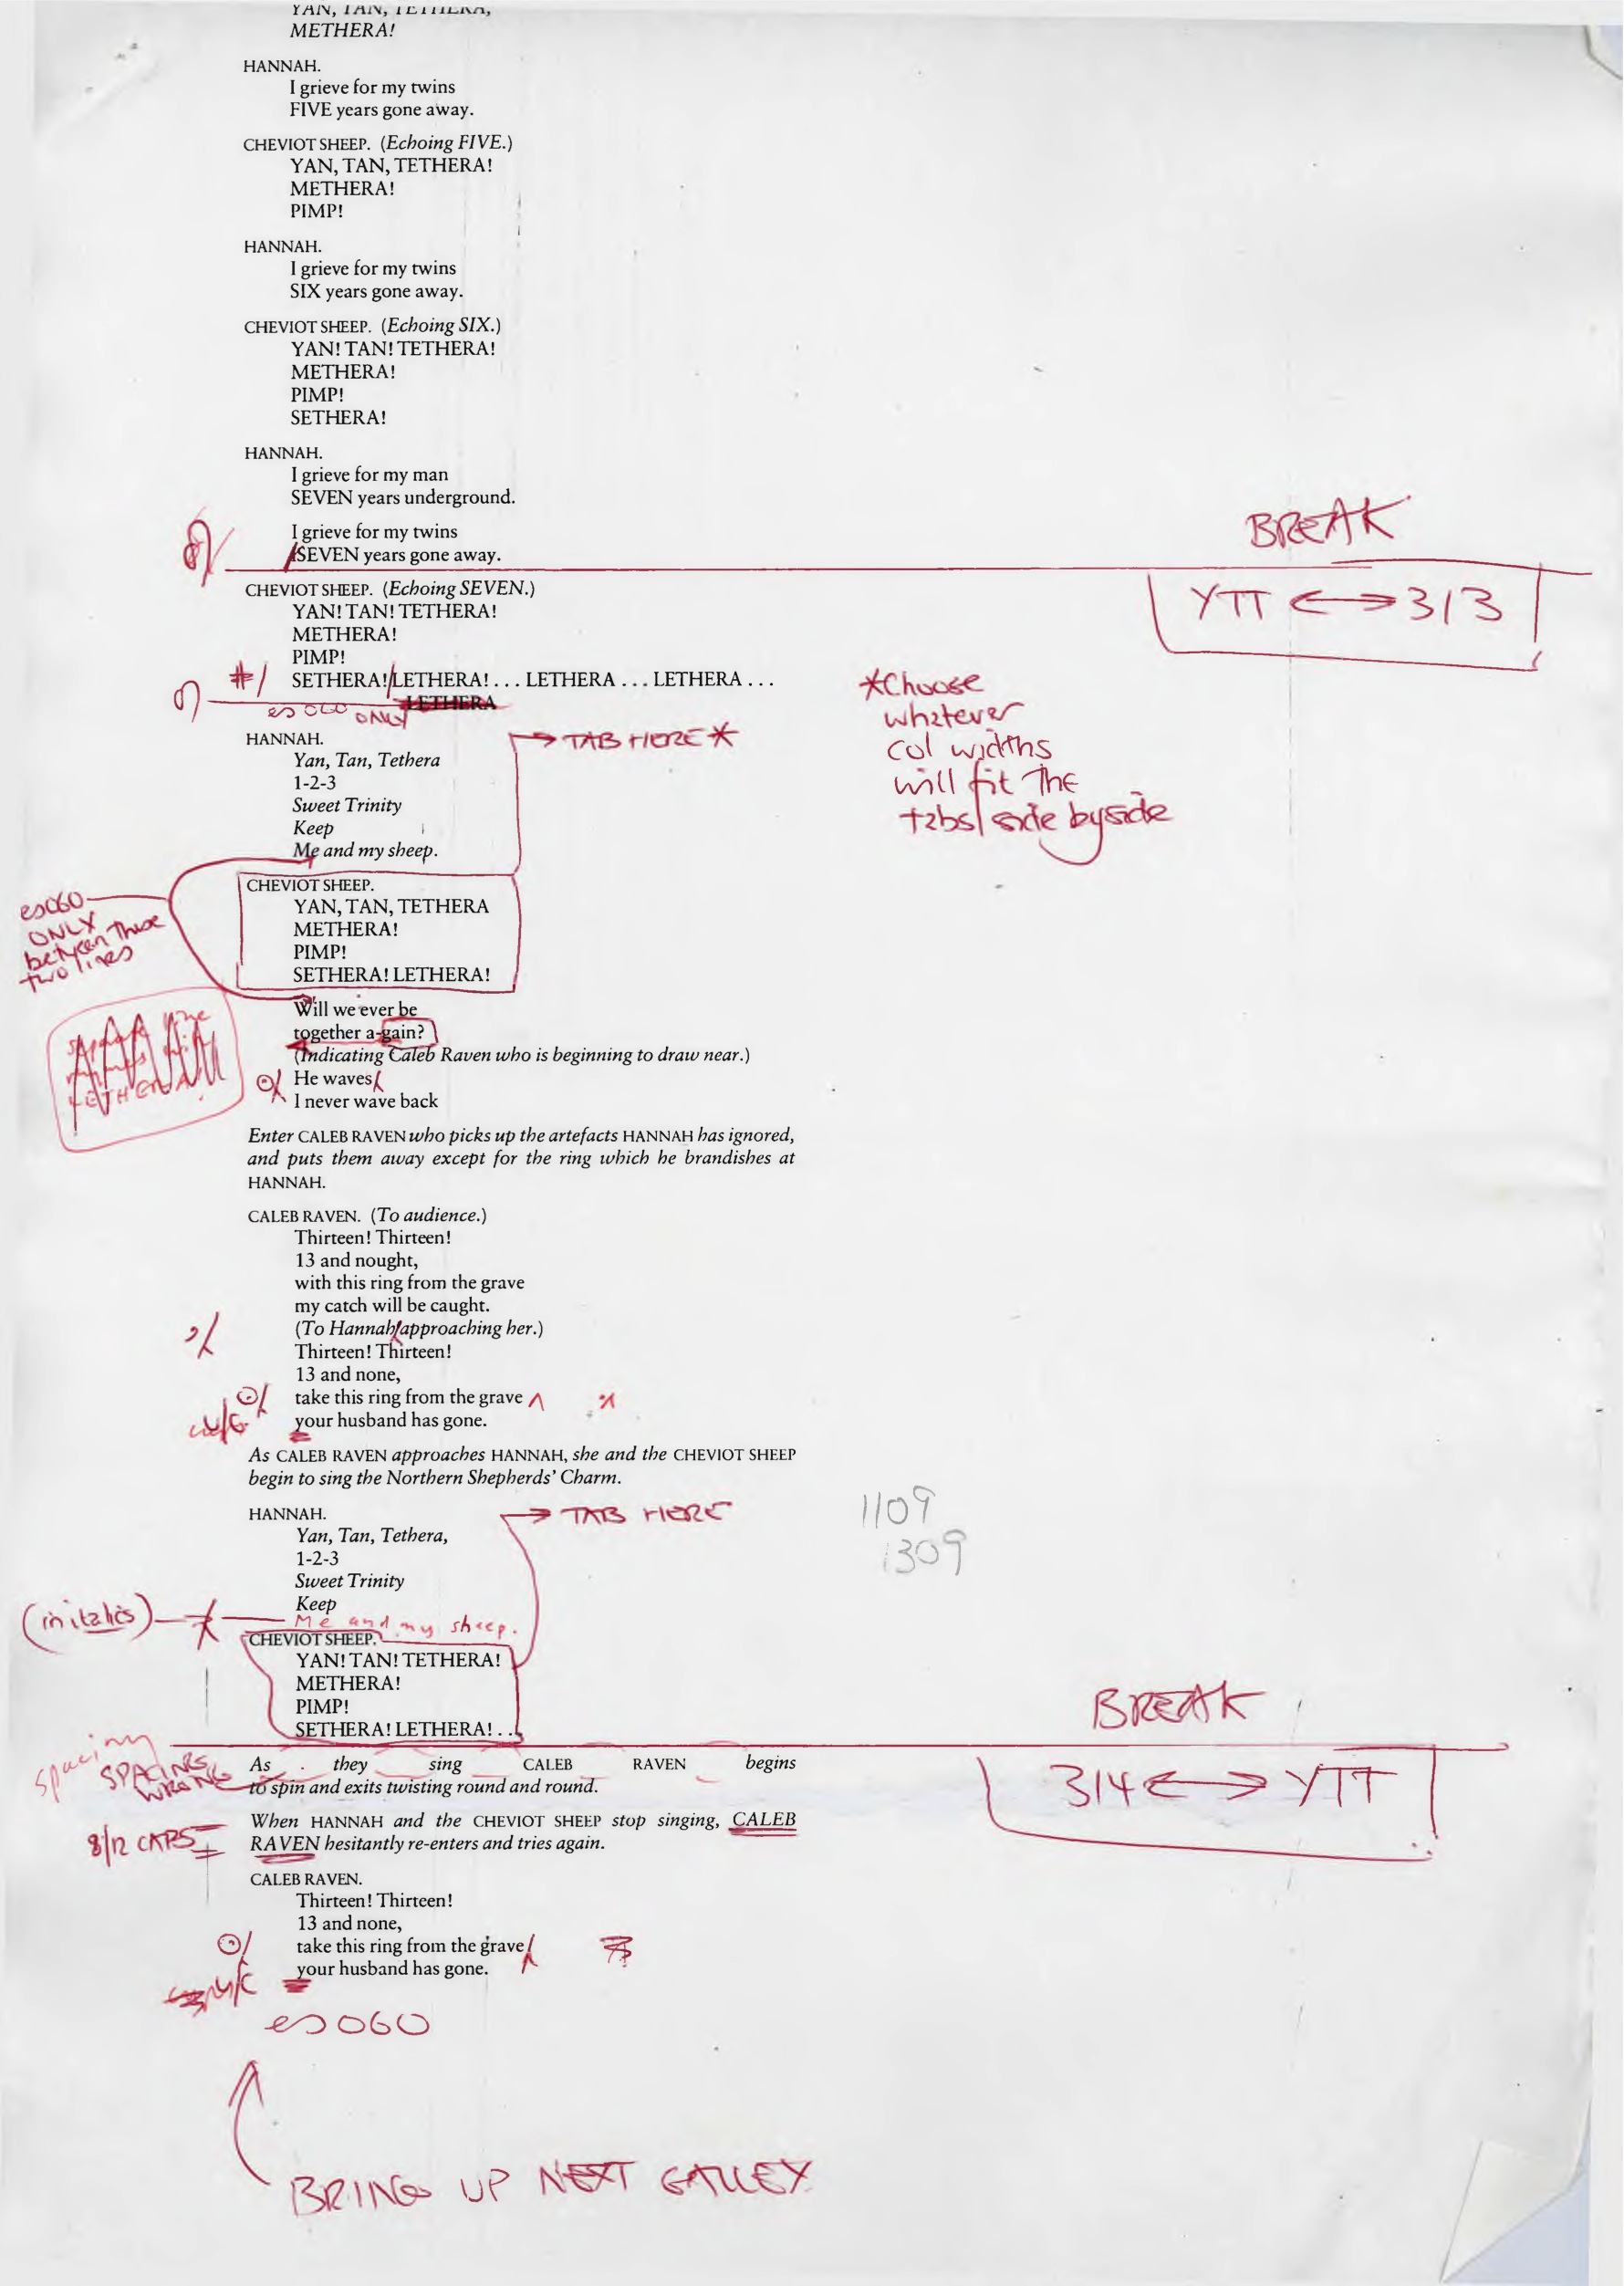 YAN, TAN, TETHERA,
METHERA!
HANNAH.
I grieve for my twins
FIVE years gone away.
CHEVIOT SHEEP. (Echoing FIVE.)
YAN, TAN, TETHERA!
METHERA!
PIMP!
HANNAH.
I grieve for my twins
SIX years gone away.
CHEVIOT SHEEP. (Echoing SIX.)
YAN! TAN! TETHERA!
METHERA!
PIMP!
SETHERA!
HANNAH.
I grieve for my man
SEVEN years underground.
I grieve for my twins
SEVEN years gone away.
BREAK
YTT ↔ 313
CHEVIOT SHEEP. (Echoing SEVEN.)
YAN! TAN! TETHERA!
METHERA!
PIMP!
#/
SETHERA!/LETHERA! . . . LETHERA . . . LETHERA . . .
LETHERA
es 060 ONLY
*Choose
whatever
col widths
will fit the
tabs/side by side
HANNAH.
→ TAB HERE*
Yan, Tan, Tethera
1-2-3
Sweet Trinity
Keep
Me and my sheep.
es060
ONLY
between these
two lines
CHEVIOT SHEEP.
YAN, TAN, TETHERA
METHERA!
PIMP!
SETHERA! LETHERA!
Will we ever be
together a-gain?
(Indicating Caleb Raven who is beginning to draw near.)
He waves
I never wave back
Enter CALEB RAVEN who picks up the artefacts HANNAH has ignored,
and puts them away except for the ring which he brandishes at
HANNAH.
CALEB RAVEN. (To audience.)
Thirteen! Thirteen!
13 and nought,
with this ring from the grave
my catch will be caught.
(To Hannah/approaching her.)
Thirteen! Thirteen!
13 and none,
take this ring from the grave
your husband has gone.
As CALEB RAVEN approaches HANNAH, she and the CHEVIOT SHEEP
begin to sing the Northern Shepherds' Charm.
1109
1309
HANNAH.
→ TAB HERE
Yan, Tan, Tethera,
1-2-3
Sweet Trinity
Keep
(in italics)
Me and my sheep.
CHEVIOT SHEEP.
YAN! TAN! TETHERA!
METHERA!
PIMP!
SETHERA! LETHERA! . .
BREAK
314 ↔ YTT
spacing
SPACINGS
WRONG
As they sing CALEB RAVEN begins
to spin and exits twisting round and round.
8/12 CAPS
When HANNAH and the CHEVIOT SHEEP stop singing, CALEB
RAVEN hesitantly re-enters and tries again.
CALEB RAVEN.
Thirteen! Thirteen!
13 and none,
take this ring from the grave
u/c
your husband has gone.
es 060
BRING UP NEXT GALLEY